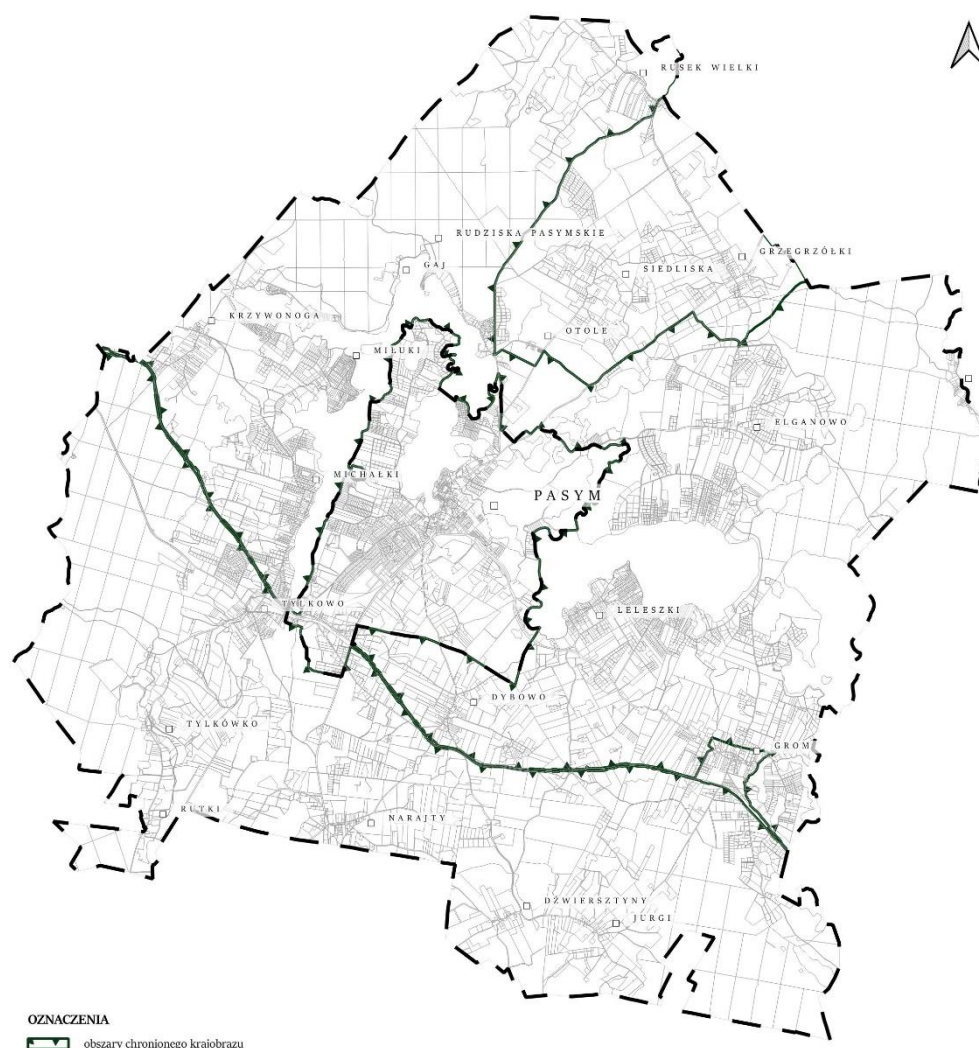 RUSEK WIELKI
RUDZISKA PASYMSKIE
GRZEGRZÓŁKI
GAJ
SIEDLISKA
KRZYWONOGA
OTOLE
MILUKI
ELGANOWO
MICHAŁKI
PASYM
TYLKOWO
LELESZKI
DYBOWO
TYLKÓWKO
GROM
RUTKI
NARAJTY
DŹWIERSZTYNY
JURGI
OZNACZENIA
obszary chronionego krajobrazu